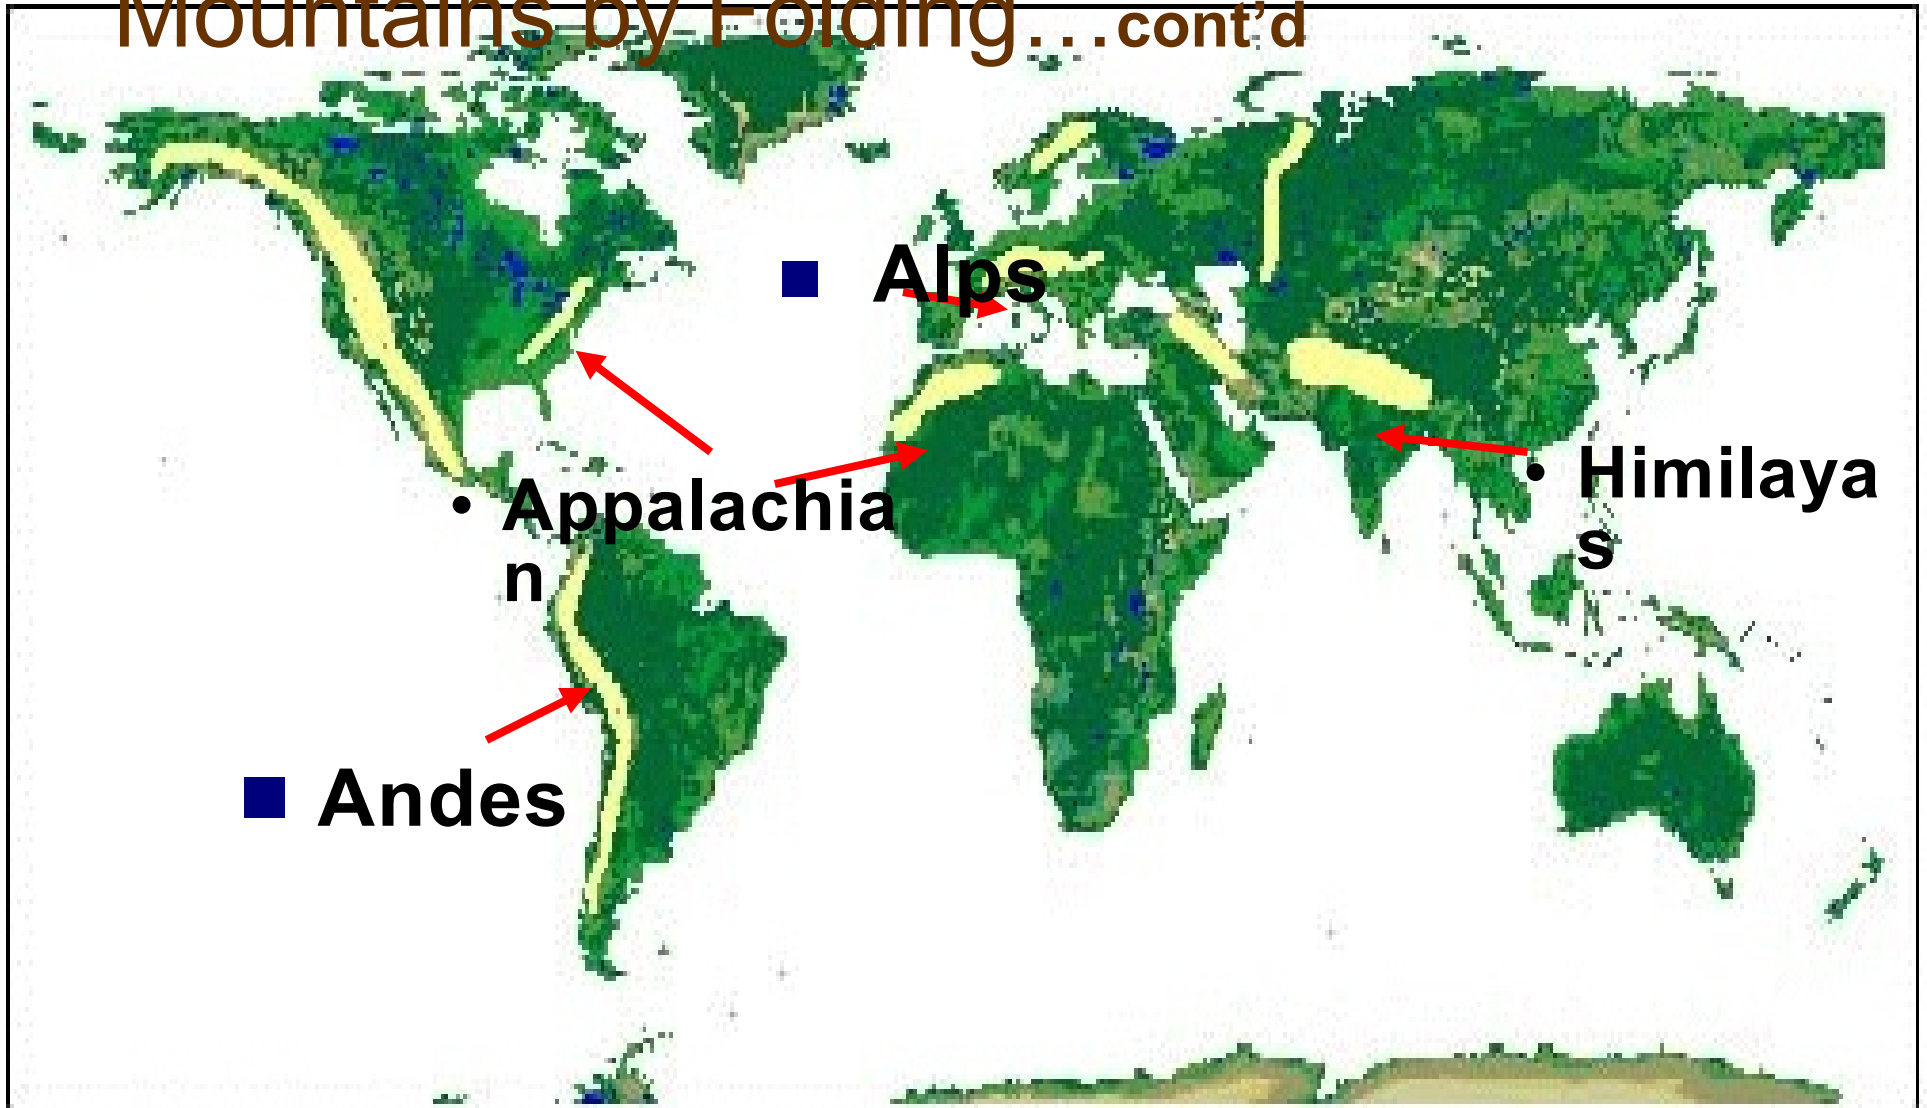 Mountains by Folding…cont’d
■ Alps
• Appalachia
n
• Himilaya
s
■ Andes